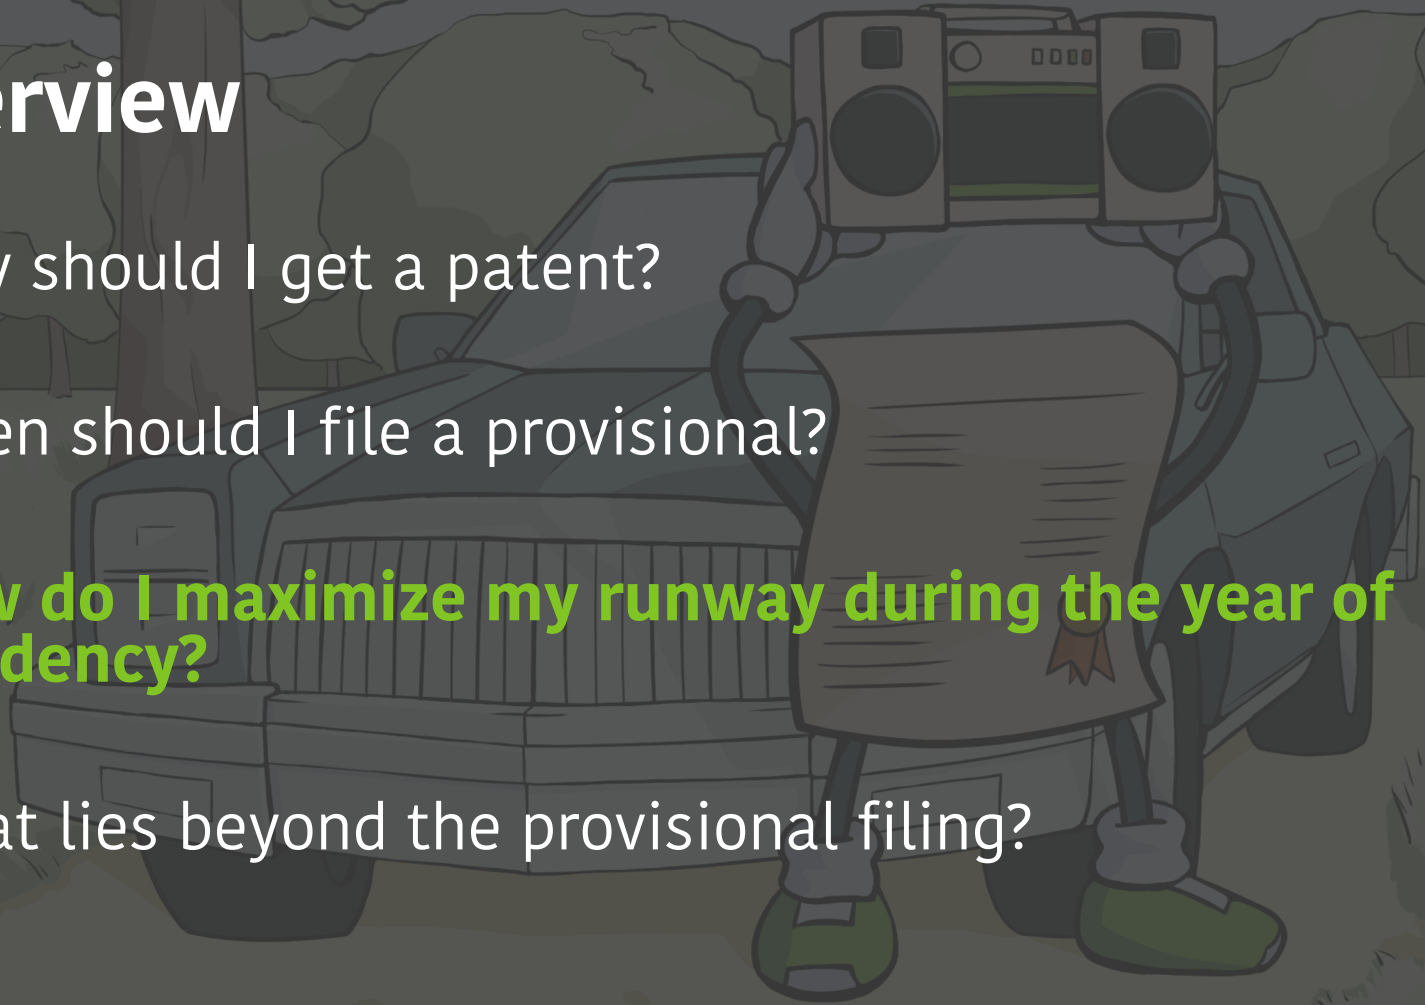 erview
y should I get a patent?
en should I file a provisional?
w do I maximize my runway during the year of
dency?
at lies beyond the provisional filing?